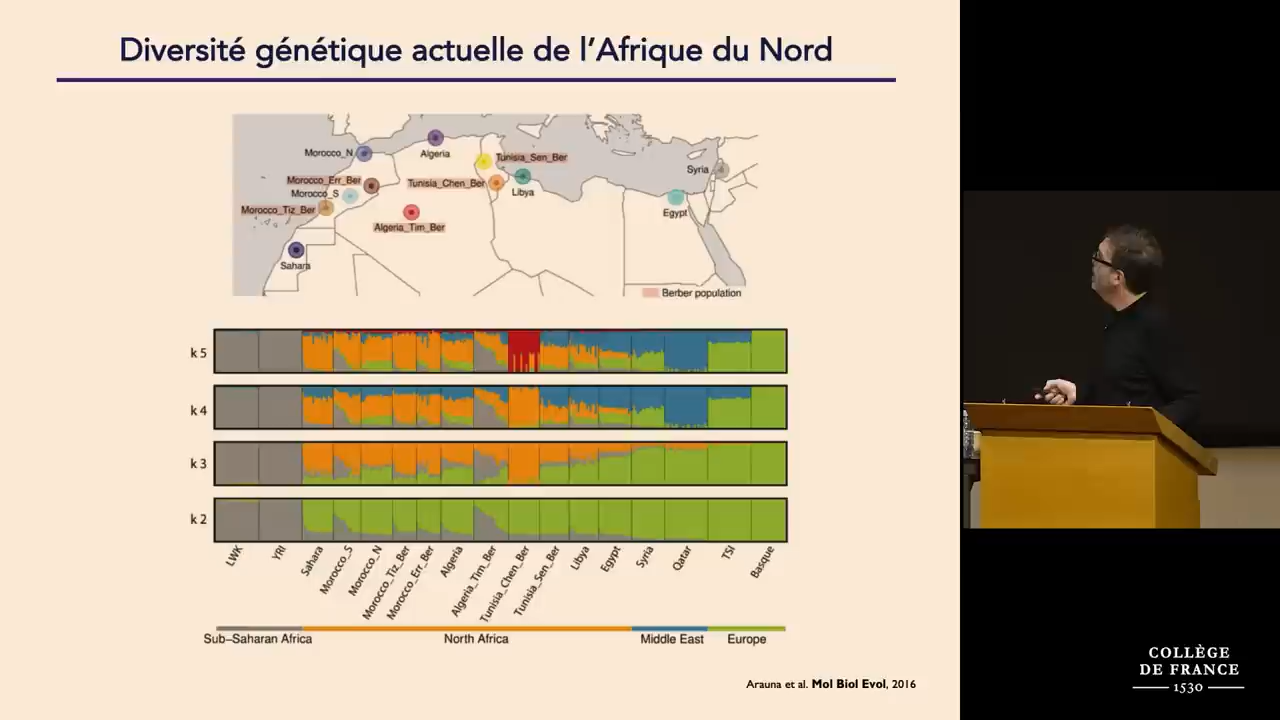 Diversité génétique actuelle de l'Afrique du Nord
Morocco_N
Algeria
Tunisia_Sen_Ber
Syria
Morocco_Err_Ber
Tunisia_Chen_Ber
Morocco_S
Libya
Morocco_Tiz_Ber
Egypt
Algeria_Tim_Ber
Sahara
Berber population
k 5
k 4
k 3
k 2
LWK
YRI
Sahara
Morocco_S
Morocco_N
Morocco_Tiz_Ber
Morocco_Err_Ber
Algeria
Algeria_Tim_Ber
Tunisia_Chen_Ber
Tunisia_Sen_Ber
Libya
Egypt
Syria
Qatar
TSI
Basque
Sub–Saharan Africa
North Africa
Middle East
Europe
Arauna et al. Mol Biol Evol, 2016
COLLÈGE
DE FRANCE
1530